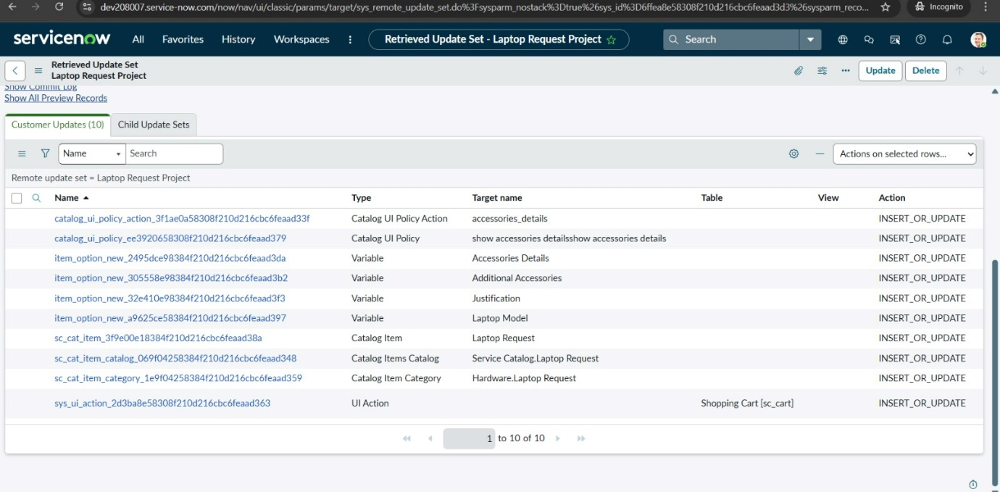 dev208007.service-now.com/now/nav/ui/classic/params/target/sys_remote_update_set.do%3Fsysparm_nostack%3Dtrue%26sys_id%3D6ffea8e58308f210d216cbc6feaad3d3%26sysparm_reco... Incognito
servicenow All Favorites History Workspaces Retrieved Update Set - Laptop Request Project Search
Retrieved Update Set
Laptop Request Project
Update Delete
Show Commit Log
Show All Preview Records
Customer Updates (10) Child Update Sets
Name Search Actions on selected rows...
Remote update set = Laptop Request Project
Name Type Target name Table View Action
catalog_ui_policy_action_3f1ae0a58308f210d216cbc6feaad33f Catalog UI Policy Action accessories_details INSERT_OR_UPDATE
catalog_ui_policy_ee3920658308f210d216cbc6feaad379 Catalog UI Policy show accessories detailsshow accessories details INSERT_OR_UPDATE
item_option_new_2495dce98384f210d216cbc6feaad3da Variable Accessories Details INSERT_OR_UPDATE
item_option_new_305558e98384f210d216cbc6feaad3b2 Variable Additional Accessories INSERT_OR_UPDATE
item_option_new_32e410e98384f210d216cbc6feaad3f3 Variable Justification INSERT_OR_UPDATE
item_option_new_a9625ce58384f210d216cbc6feaad397 Variable Laptop Model INSERT_OR_UPDATE
sc_cat_item_3f9e00e18384f210d216cbc6feaad38a Catalog Item Laptop Request INSERT_OR_UPDATE
sc_cat_item_catalog_069f04258384f210d216cbc6feaad348 Catalog Items Catalog Service Catalog.Laptop Request INSERT_OR_UPDATE
sc_cat_item_category_1e9f04258384f210d216cbc6feaad359 Catalog Item Category Hardware.Laptop Request INSERT_OR_UPDATE
sys_ui_action_2d3ba8e58308f210d216cbc6feaad363 UI Action Shopping Cart [sc_cart] INSERT_OR_UPDATE
1 to 10 of 10